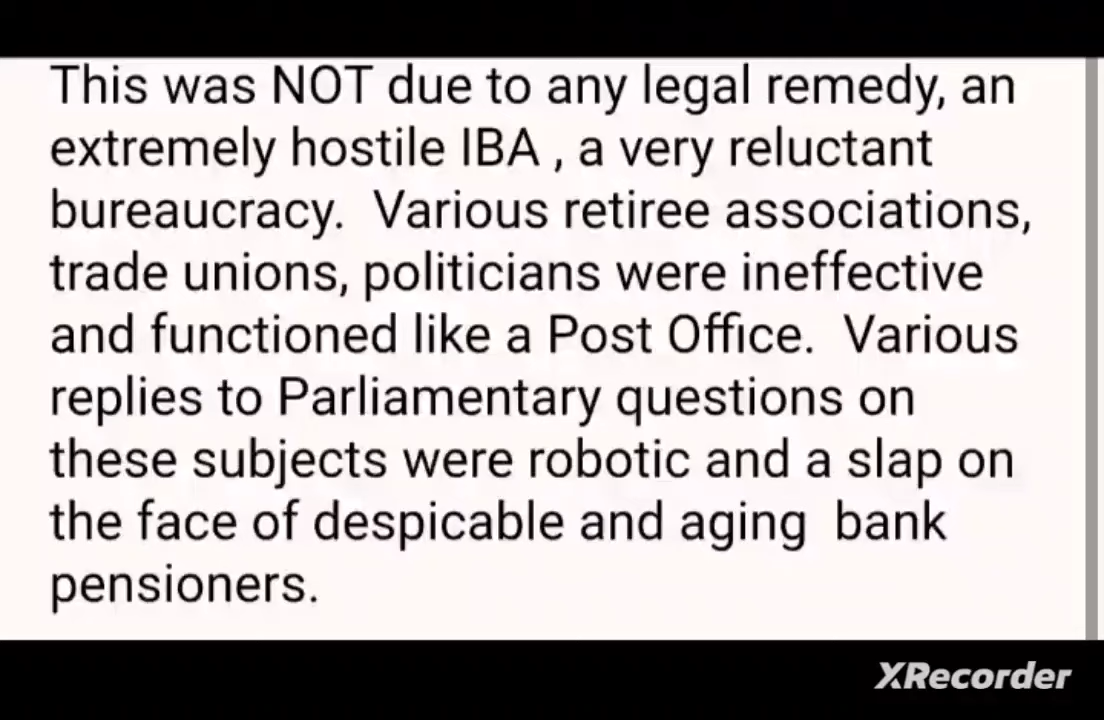 This was NOT due to any legal remedy, an
extremely hostile IBA , a very reluctant
bureaucracy.  Various retiree associations,
trade unions, politicians were ineffective
and functioned like a Post Office.  Various
replies to Parliamentary questions on
these subjects were robotic and a slap on
the face of despicable and aging  bank
pensioners.
XRecorder